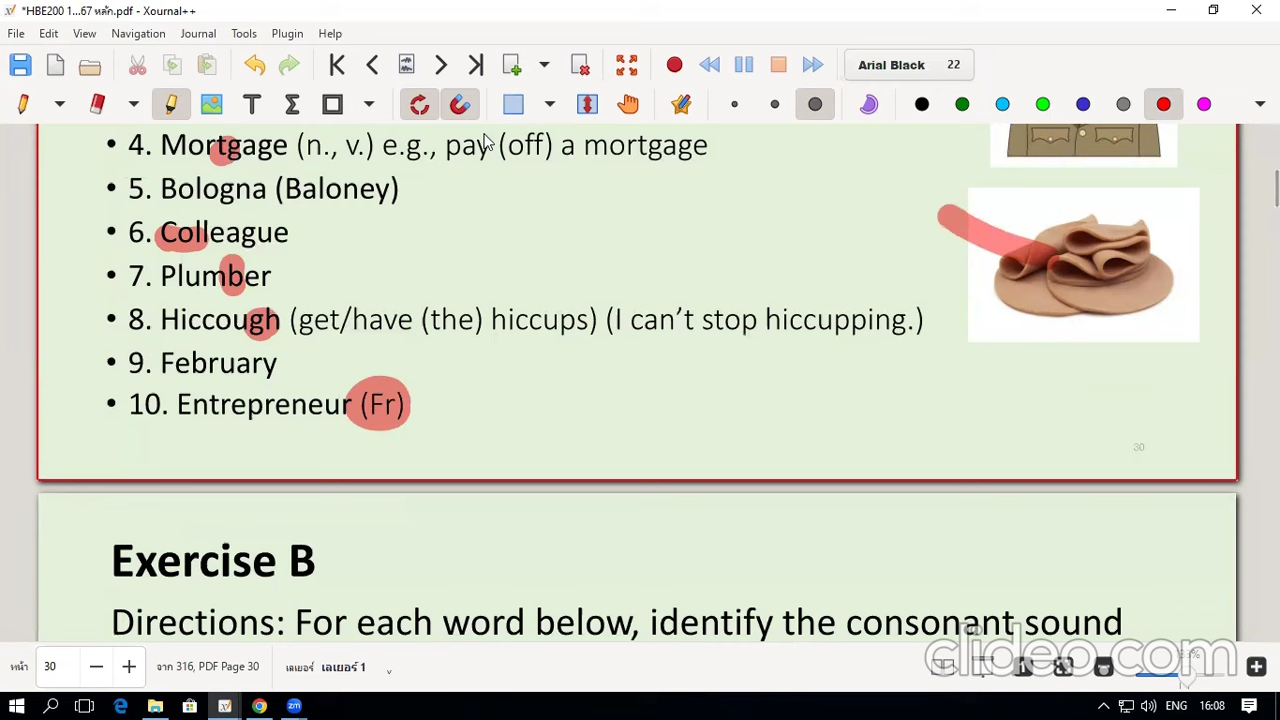 *HBE200 1...67 หลัก.pdf - Xournal++
File Edit View Navigation Journal Tools Plugin Help
Arial Black 22
• 4. Mortgage (n., v.) e.g., pay (off) a mortgage
• 5. Bologna (Baloney)
• 6. Colleague
• 7. Plumber
• 8. Hiccough (get/have (the) hiccups) (I can't stop hiccupping.)
• 9. February
• 10. Entrepreneur (Fr)
30
Exercise B
Directions: For each word below, identify the consonant sound
clideo.com
หน้า 30 จาก 316, PDF Page 30 เลเยอร์ เลเยอร์ 1
ENG 16:08